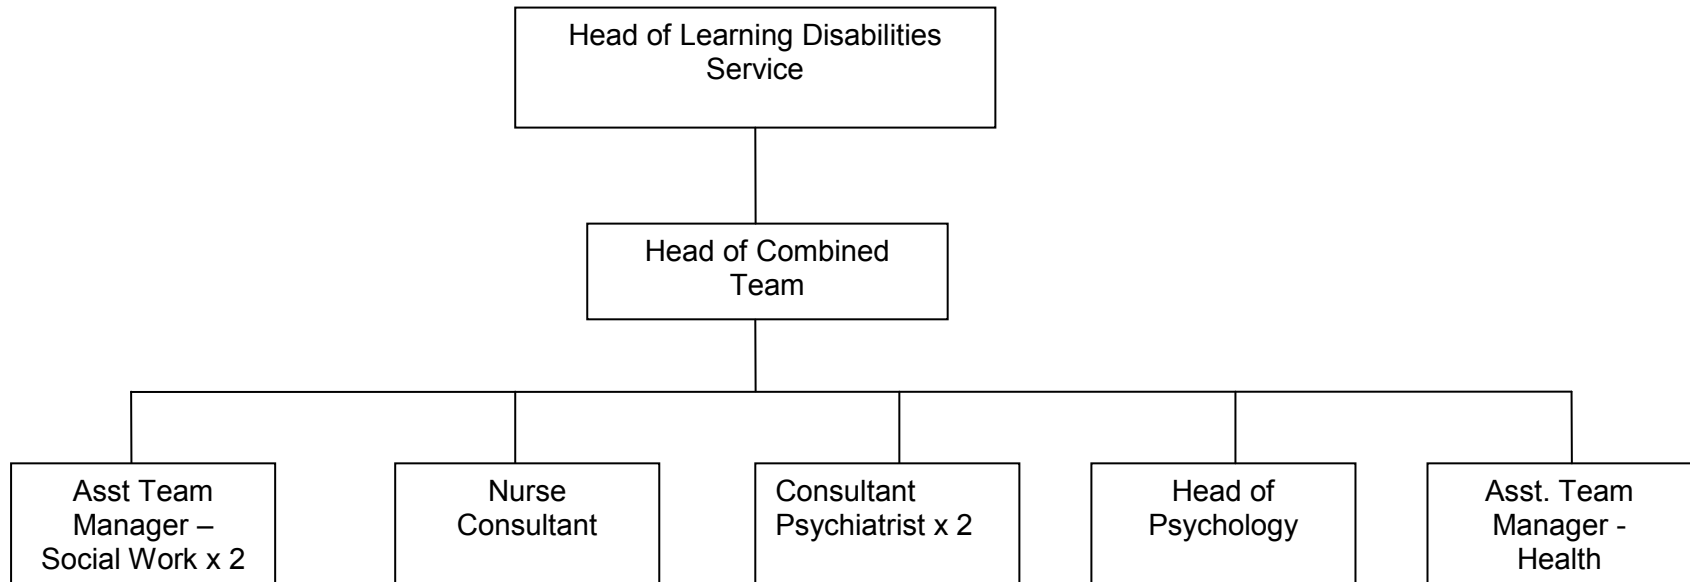 Head of Learning Disabilities
Service
Head of Combined
Team
Asst Team
Manager –
Social Work x 2
Nurse
Consultant
Consultant
Psychiatrist x 2
Head of
Psychology
Asst. Team
Manager -
Health